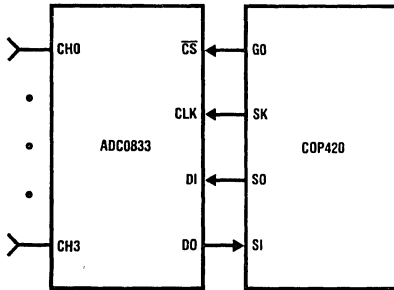 CH0 CS G0
CLK SK
ADC0833 COP420
DI SO
CH3 DO SI